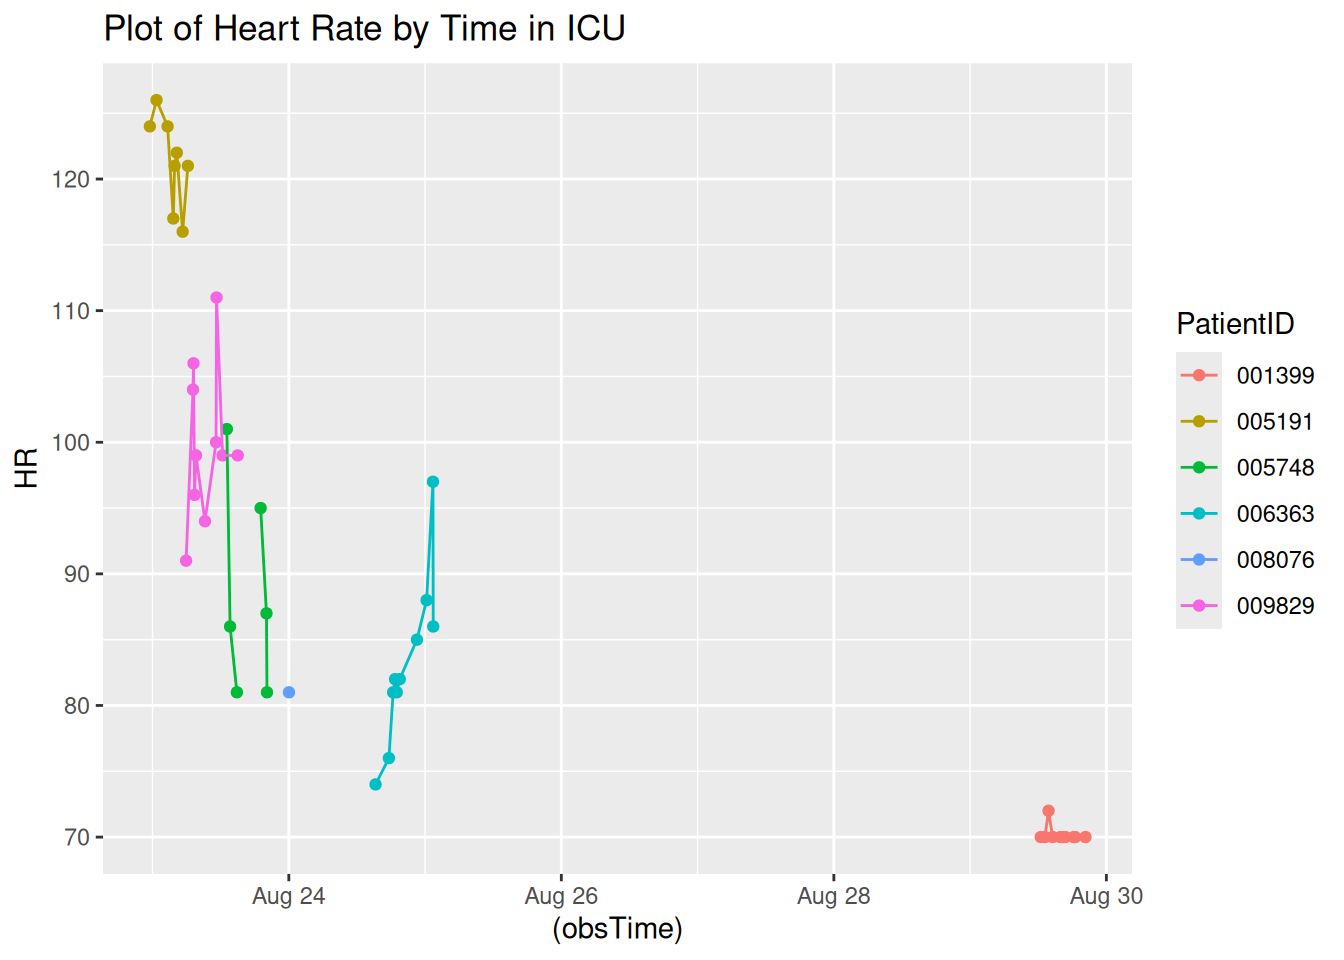 Plot of Heart Rate by Time in ICU
120
110
100
90
80
70
HR
Aug 24
Aug 26
Aug 28
Aug 30
(obsTime)
PatientID
001399
005191
005748
006363
008076
009829